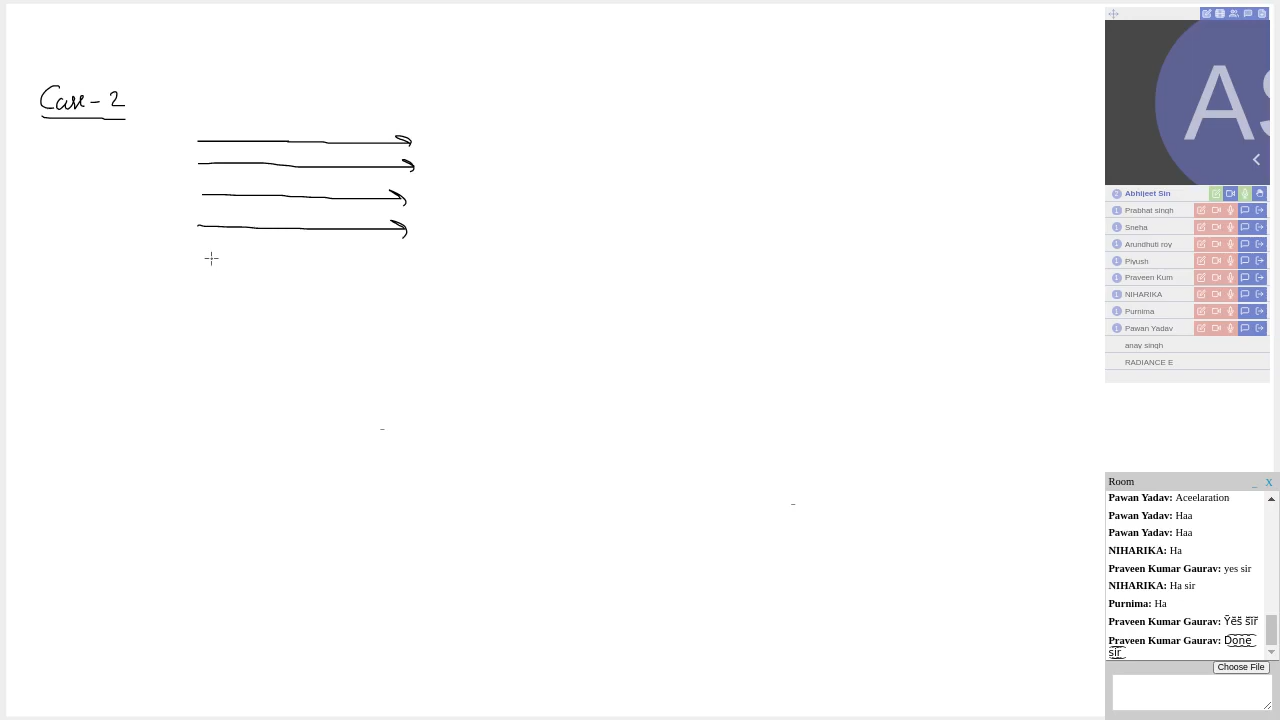 Case - 2
AS
Abhijeet Sin
Prabhat singh
Sneha
Arundhuti roy
Piyush
Praveen Kum
NIHARIKA
Purnima
Pawan Yadav
anay singh
RADIANCE E
Room _ X
Pawan Yadav: Aceelaration
Pawan Yadav: Haa
Pawan Yadav: Haa
NIHARIKA: Ha
Praveen Kumar Gaurav: yes sir
NIHARIKA: Ha sir
Purnima: Ha
Praveen Kumar Gaurav: Yes sir
Praveen Kumar Gaurav: Done
sir
Choose File